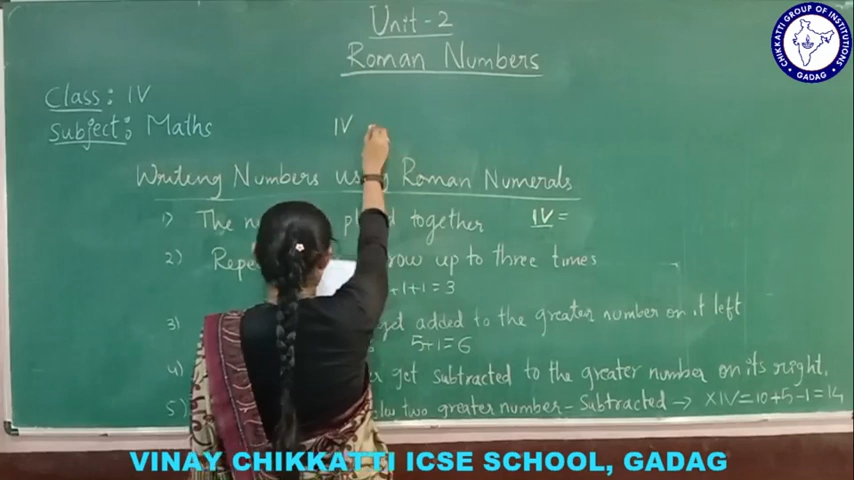 Unit-2
Roman Numbers
CHIKKATTI GROUP OF INSTITUTIONS
GADAG
Class: IV
Subject: Maths
IV
Writing Numbers using Roman Numerals
1) The together IV=
2) row up to three times
+1+1=3
3) get added to the greater number on it left
5+1=6
4) get subtracted to the greater number on its right,
5) two greater number - Subtracted → XIV=10+5-1=14
VINAY CHIKKATTI ICSE SCHOOL, GADAG